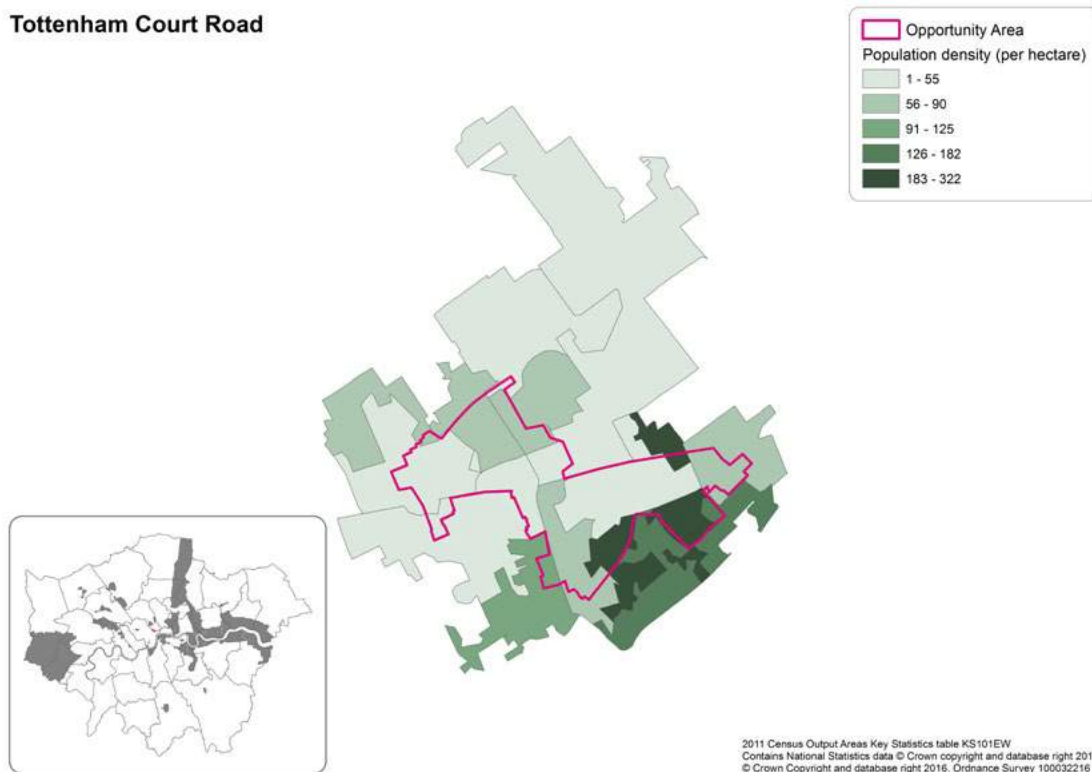 Tottenham Court Road
Opportunity Area
Population density (per hectare)
1 - 55
56 - 90
91 - 125
126 - 182
183 - 322
2011 Census Output Areas Key Statistics table KS101EW
Contains National Statistics data © Crown copyright and database right 201
© Crown Copyright and database right 2016. Ordnance Survey 100032216